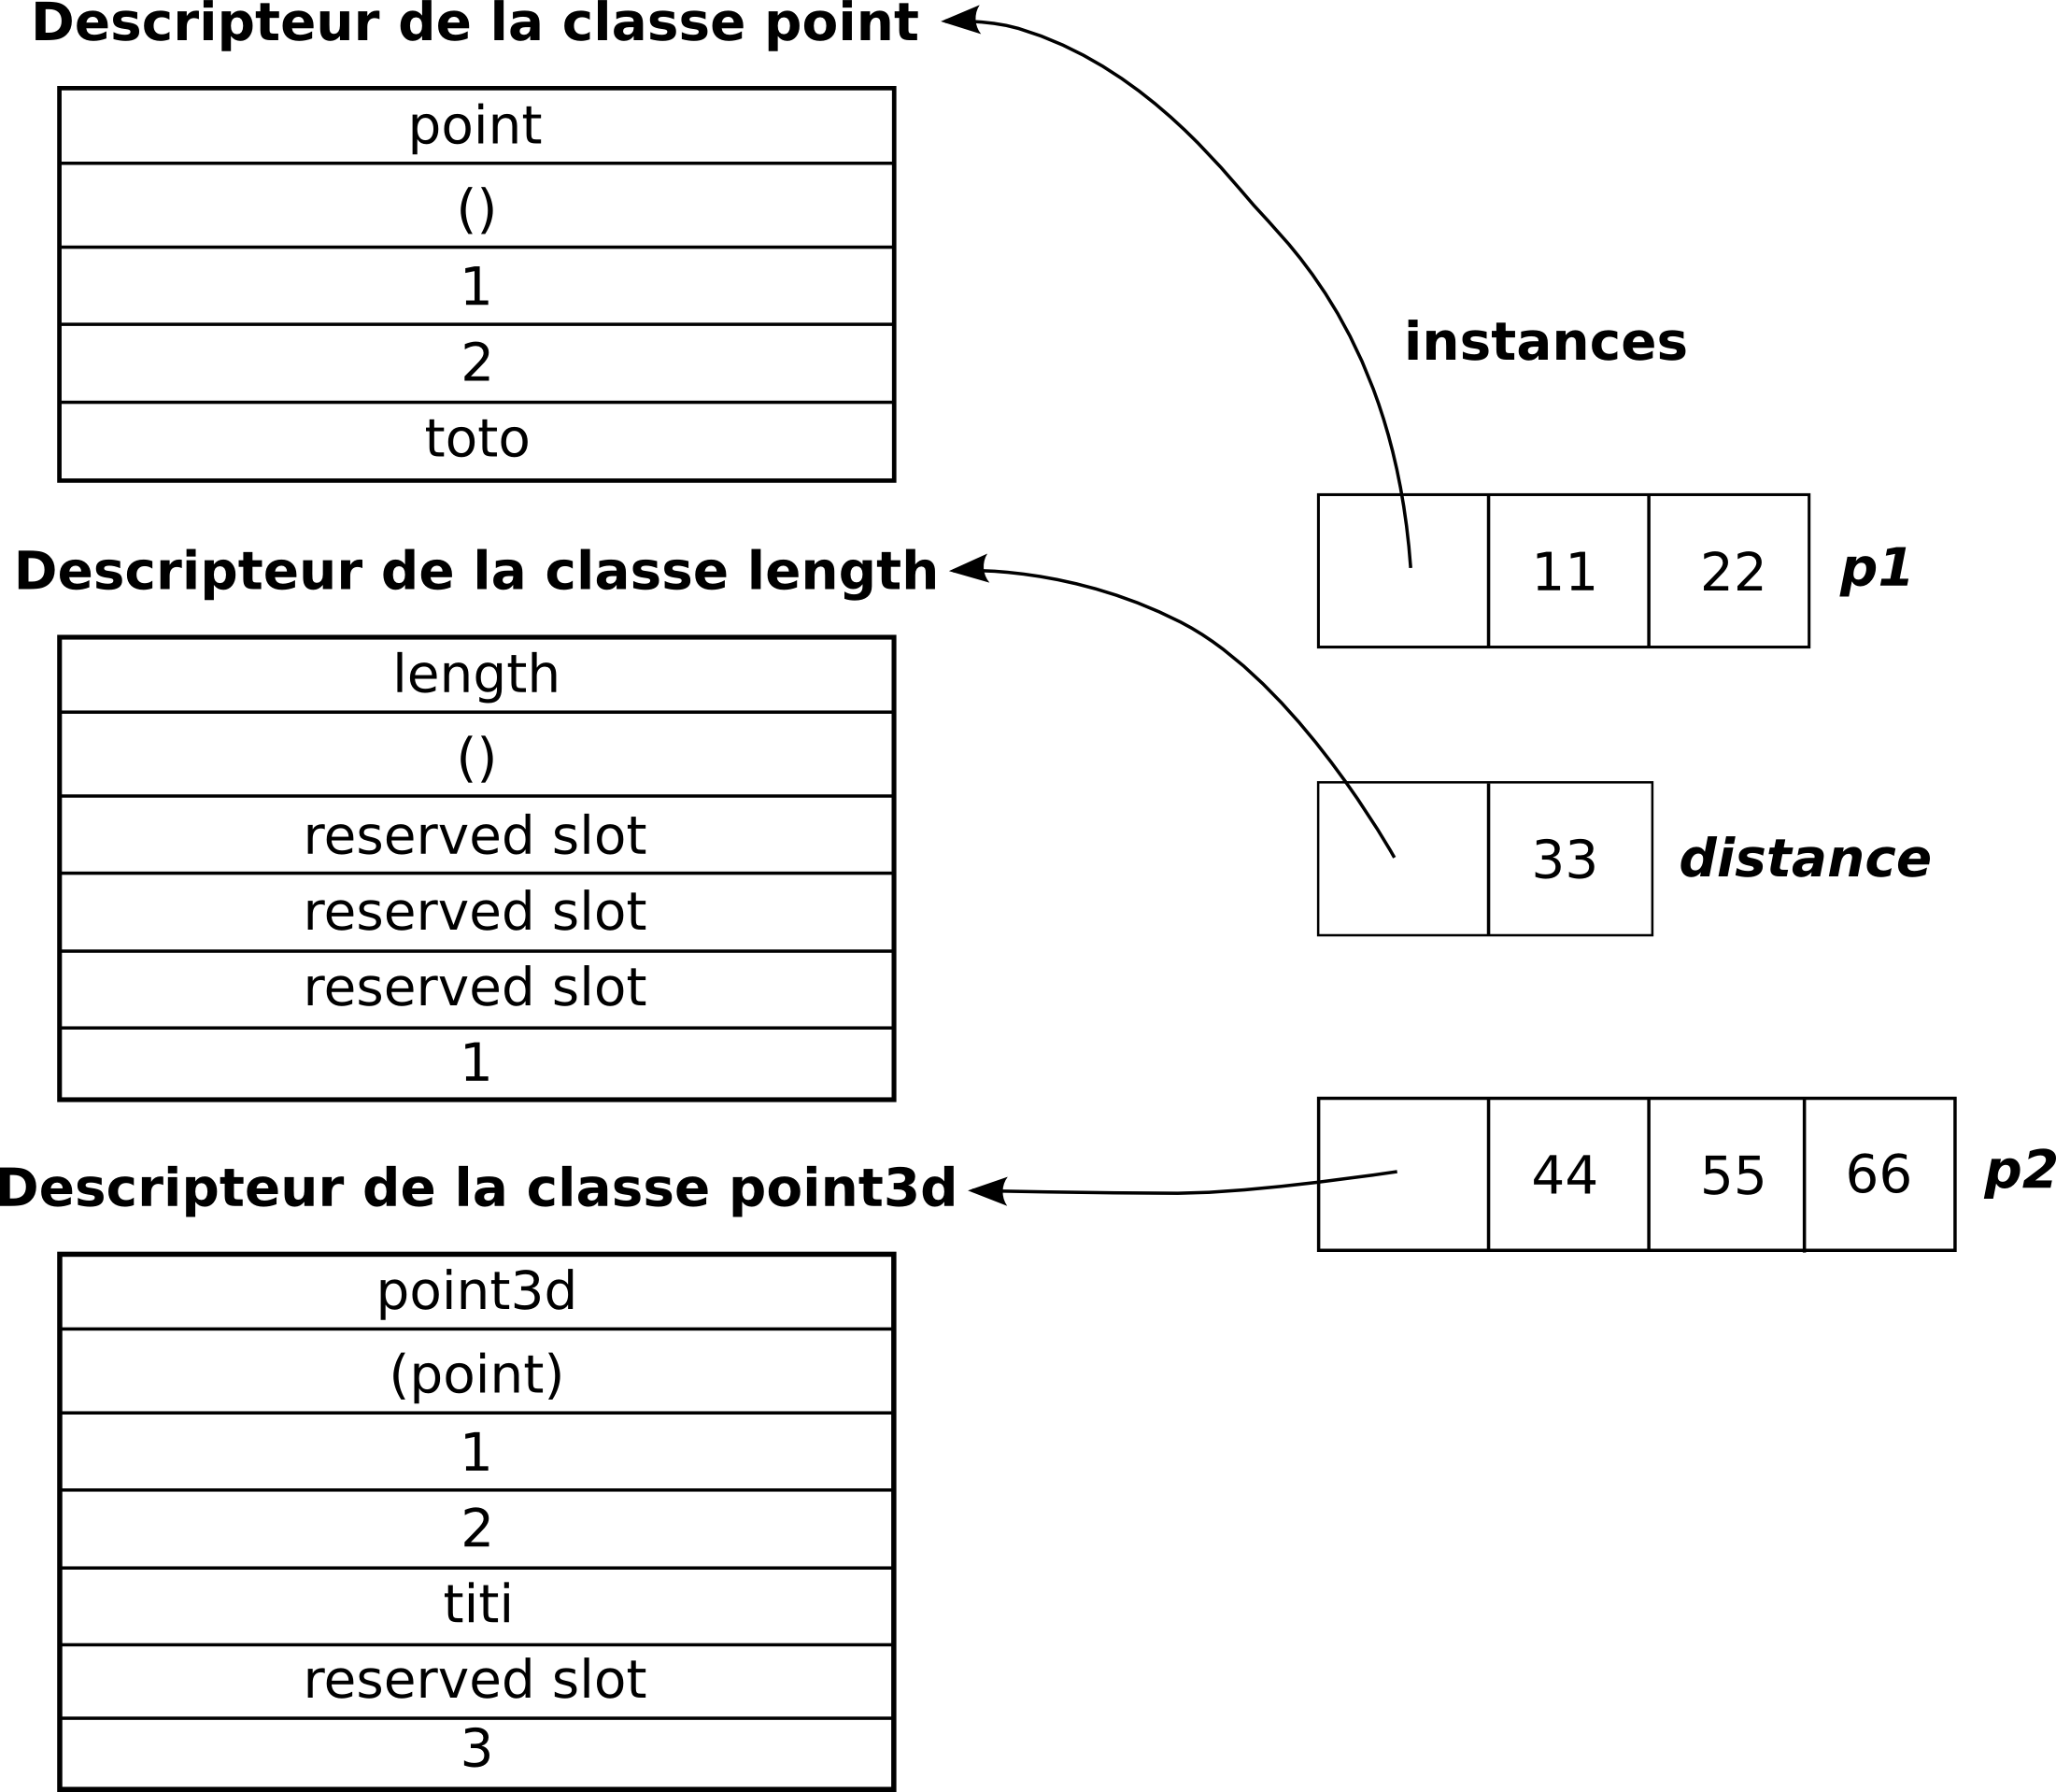 Descripteur de la classe point
point
()
1
2
toto
Descripteur de la classe length
length
()
reserved slot
reserved slot
reserved slot
1
Descripteur de la classe point3d
point3d
(point)
1
2
titi
reserved slot
3
instances
11 22 p1
33 distance
44 55 66 p2